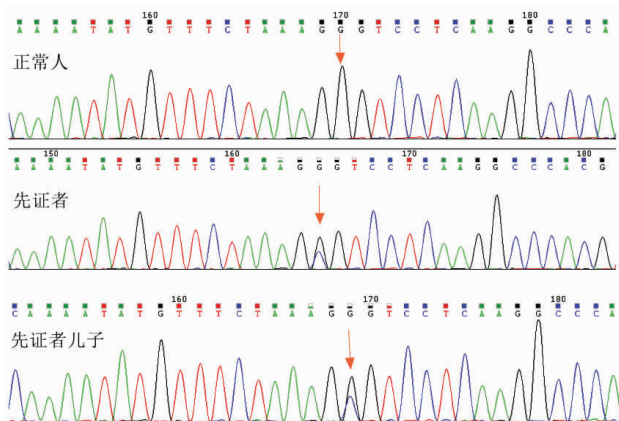 160 170 180
A A A A T A T G T T T C T A A A G G G T C C T C A A G G C C C A
正常人
150 160 170 180
A A A A T A T G T T T C T A A A G G G T C C T C A A G G C C C A C G
先证者
160 170 180
C A A A A T A T G T T T C T A A A G G G T C C T C A A G G C C C A
先证者儿子